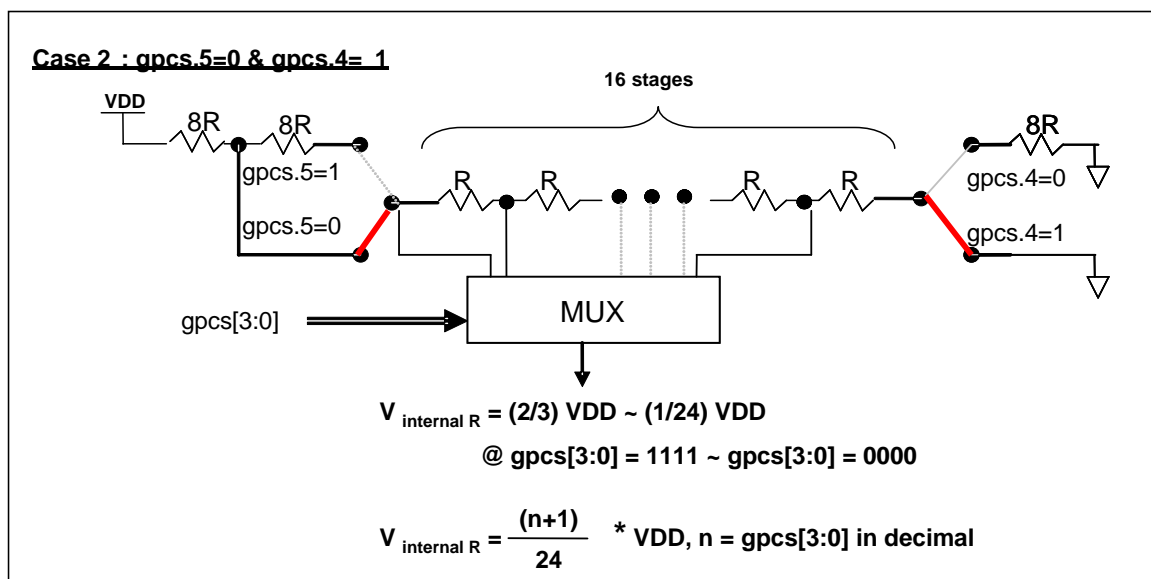 Case 2 : gpcs.5=0 & gpcs.4= 1
16 stages
VDD
8R 8R 8R
gpcs.5=1 R R R R gpcs.4=0
gpcs.5=0 gpcs.4=1
MUX
gpcs[3:0]
V internal R = (2/3) VDD ~ (1/24) VDD
@ gpcs[3:0] = 1111 ~ gpcs[3:0] = 0000
V internal R = (n+1) / 24 * VDD, n = gpcs[3:0] in decimal